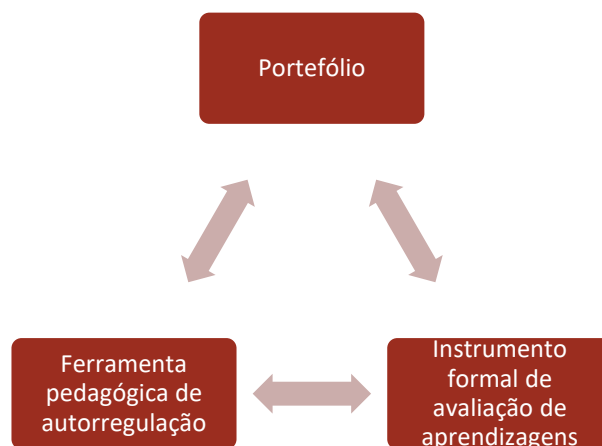 Portefólio
Ferramenta
pedagógica de
autorregulação
Instrumento
formal de
avaliação de
aprendizagens